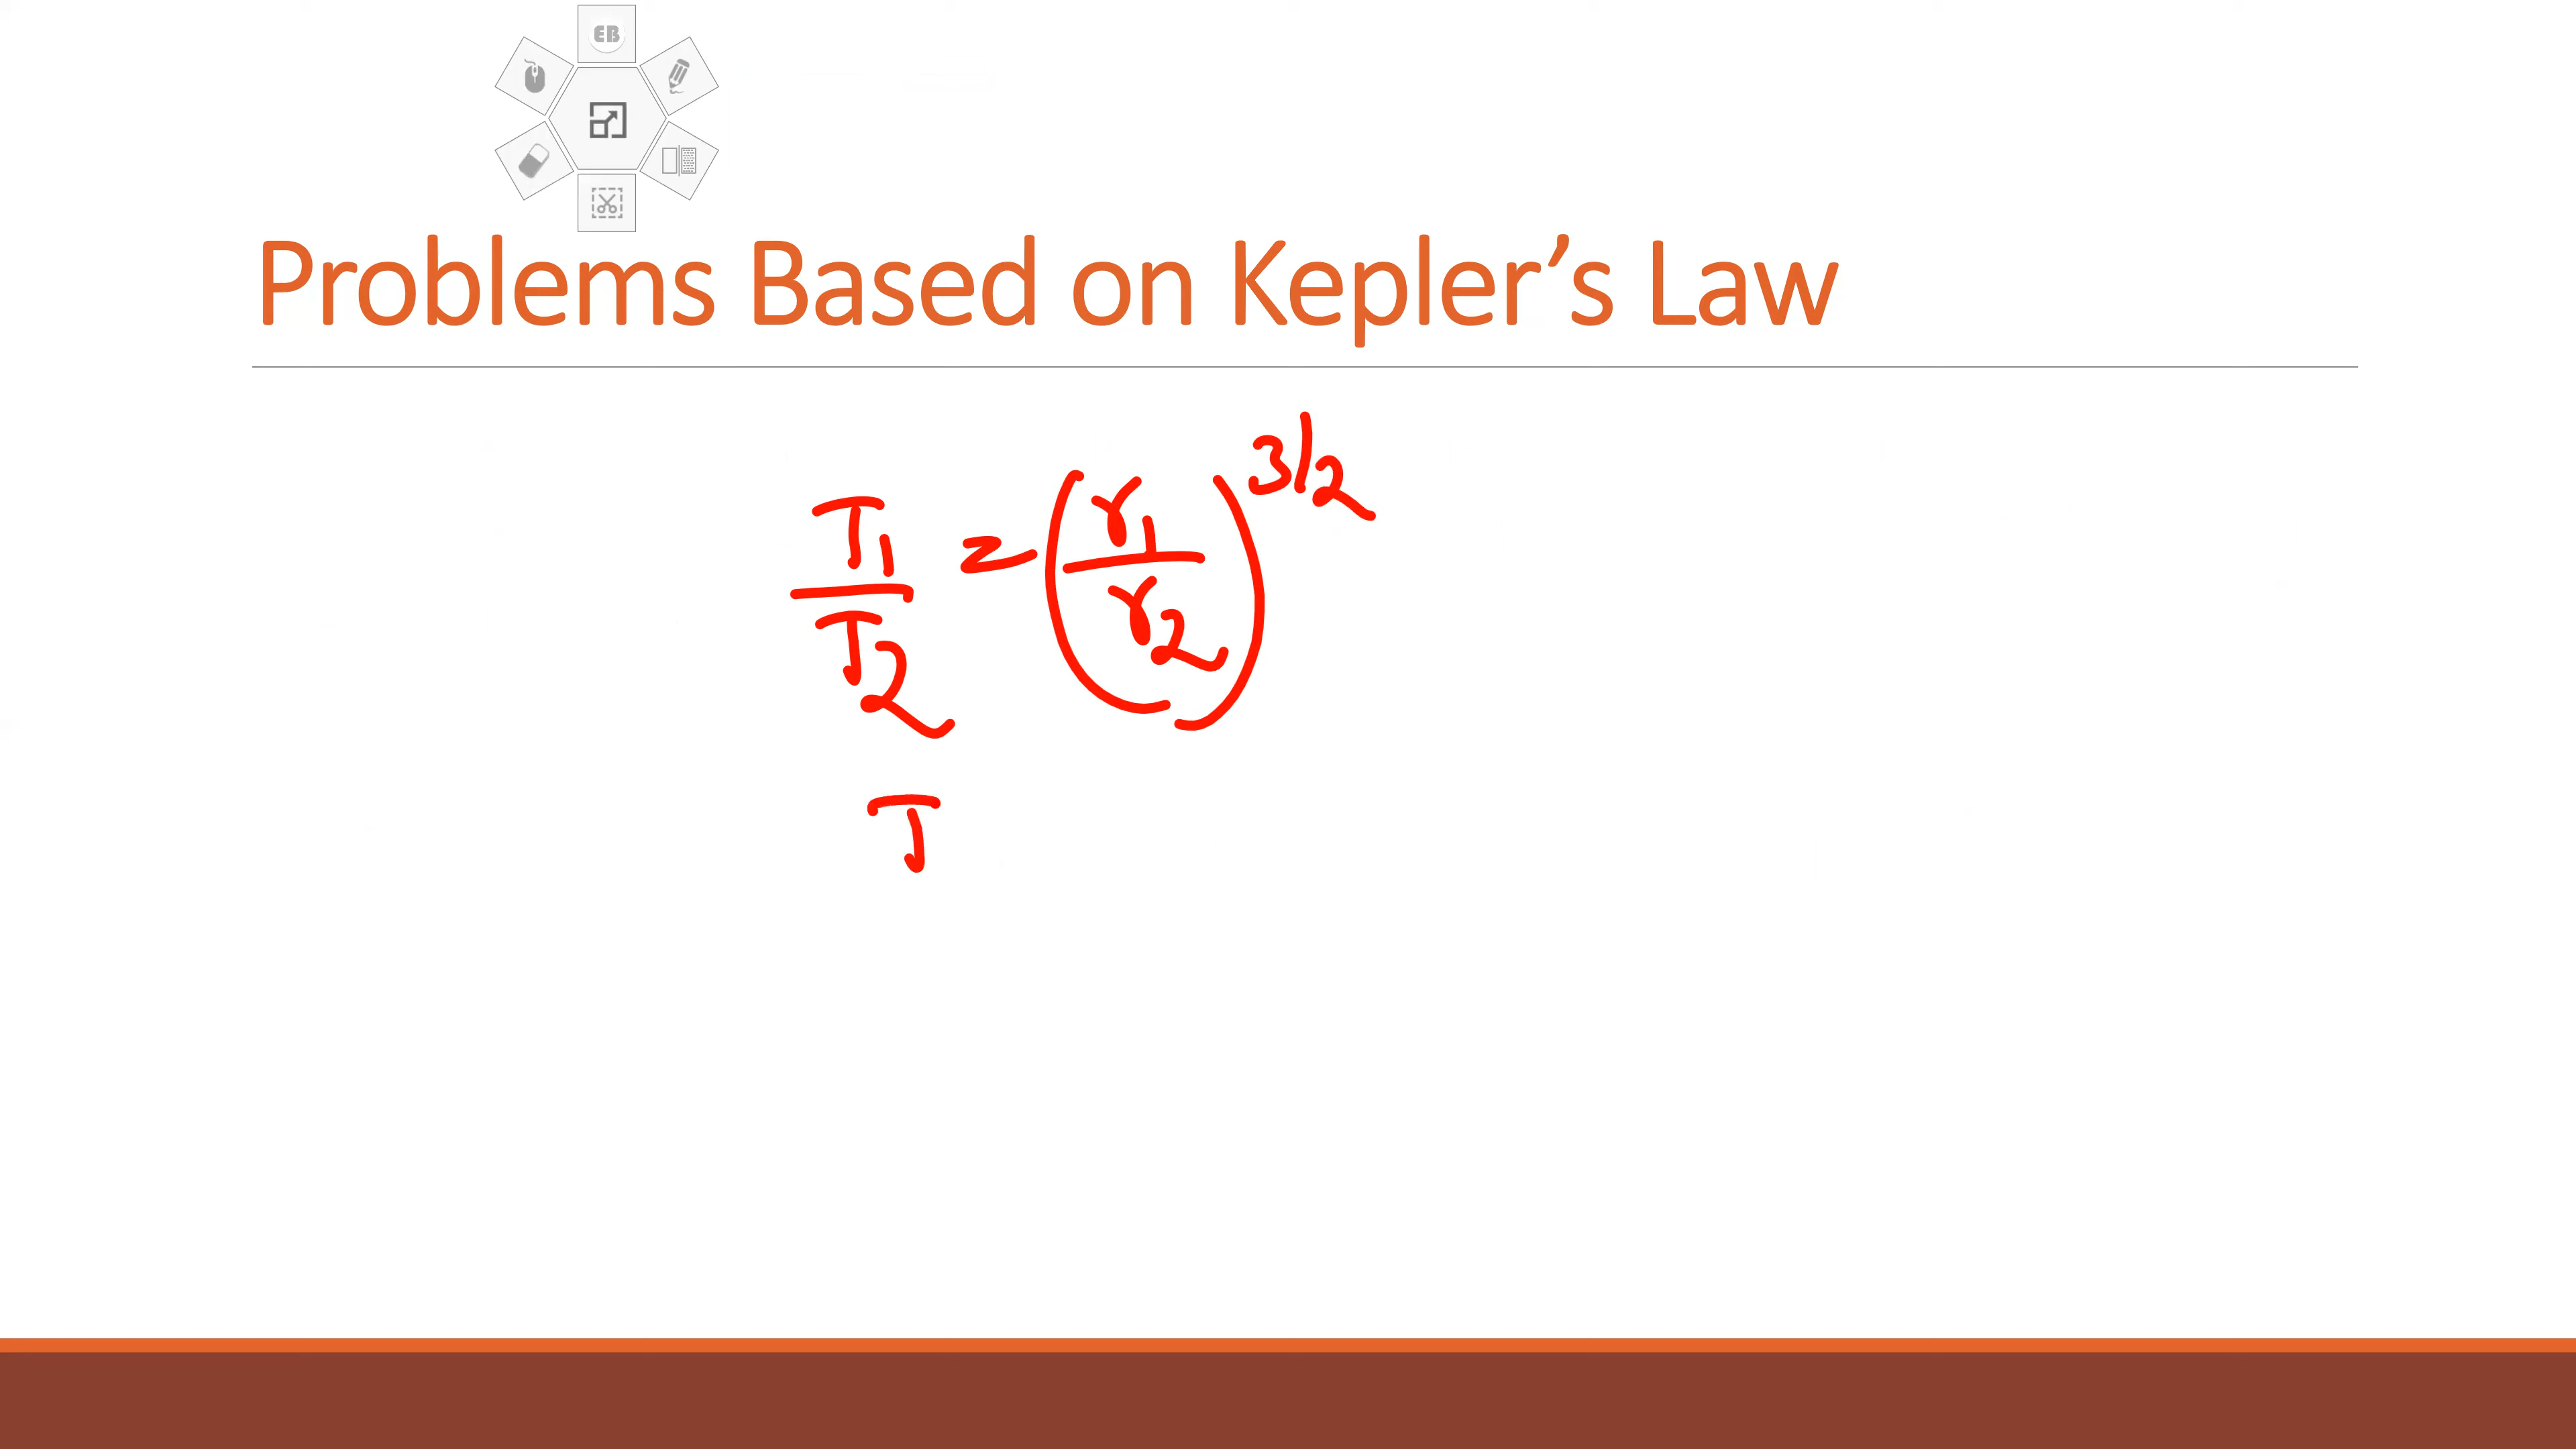 EB
Problems Based on Kepler’s Law
T1/T2 = (r1/r2)^3/2
T